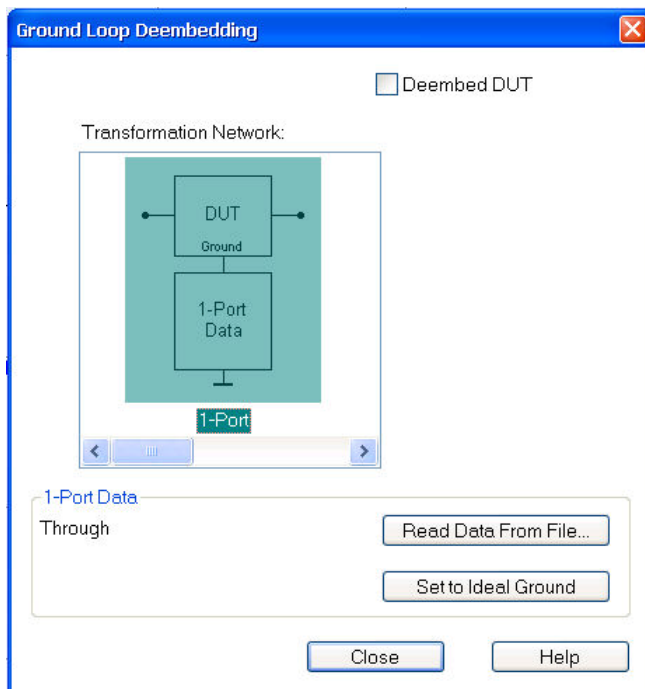 Ground Loop Deembedding
Deembed DUT
Transformation Network:
DUT
Ground
1-Port
Data
1-Port
1-Port Data
Through
Read Data From File...
Set to Ideal Ground
Close
Help